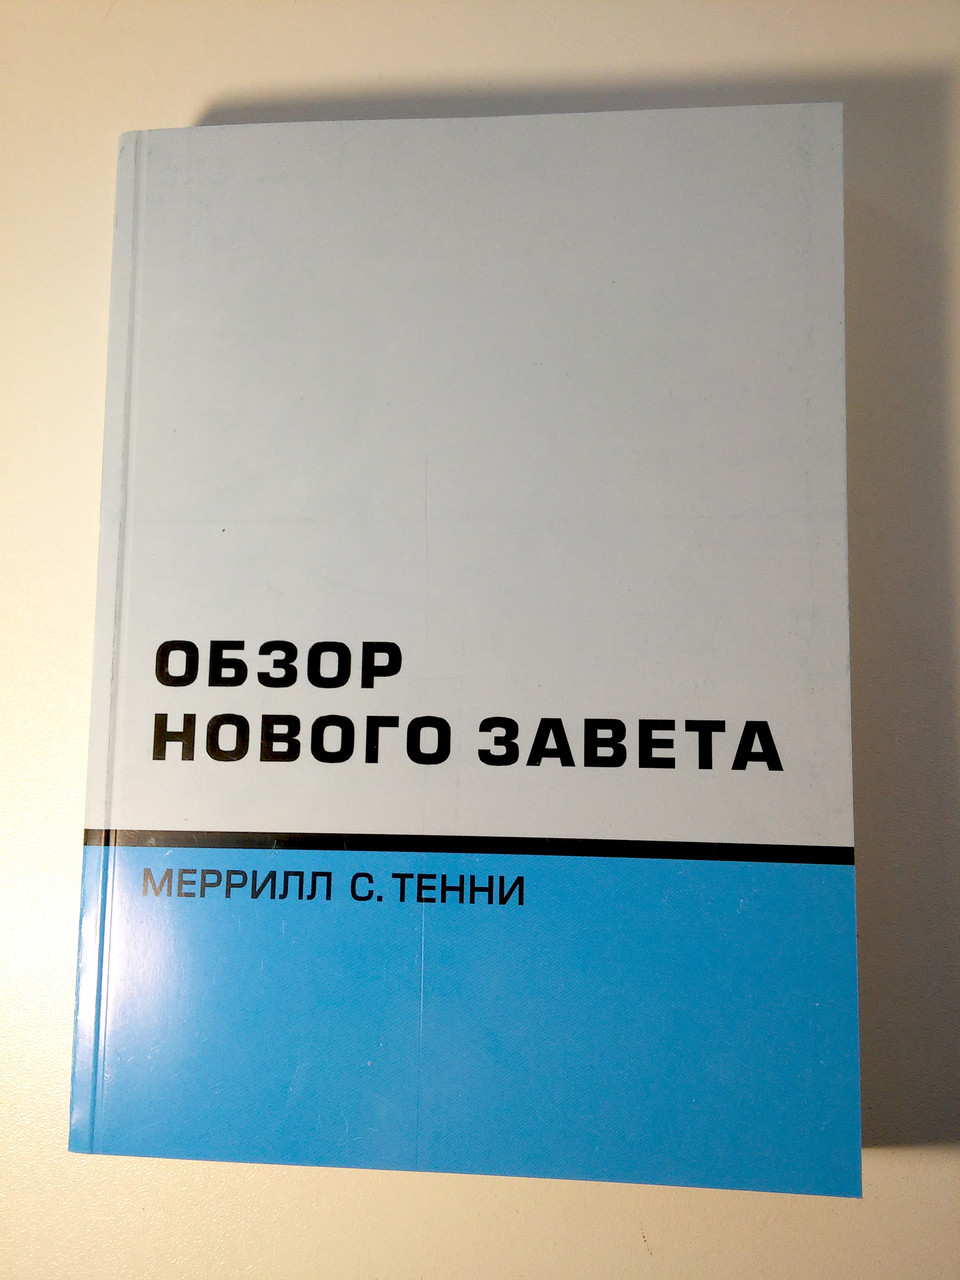 ОБЗОР
НОВОГО ЗАВЕТА
МЕРРИЛЛ С. ТЕННИ